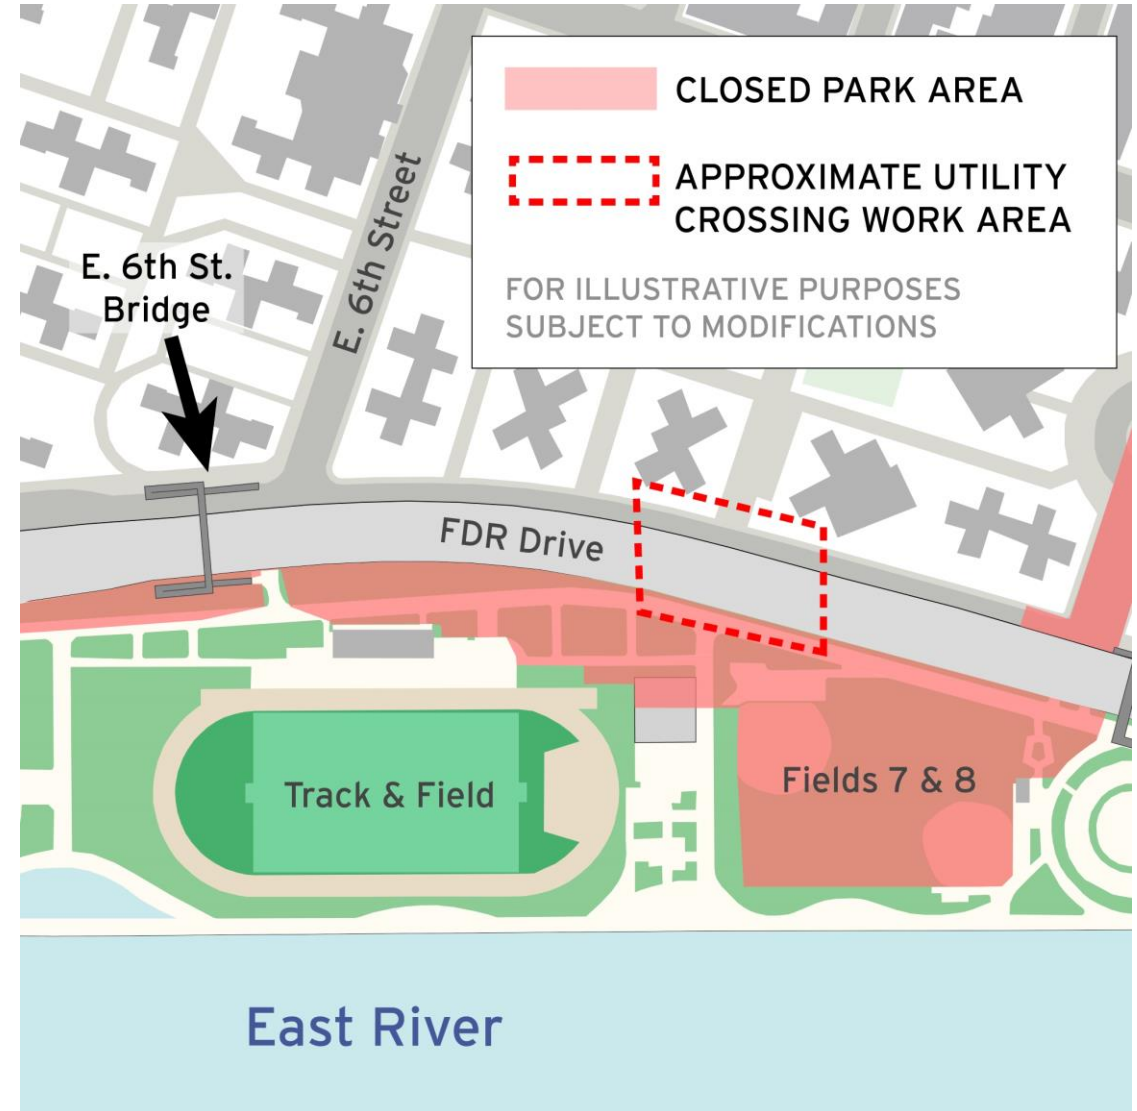 CLOSED PARK AREA
APPROXIMATE UTILITY
CROSSING WORK AREA
FOR ILLUSTRATIVE PURPOSES
SUBJECT TO MODIFICATIONS
E. 6th Street
E. 6th St.
Bridge
FDR Drive
Track & Field
Fields 7 & 8
East River